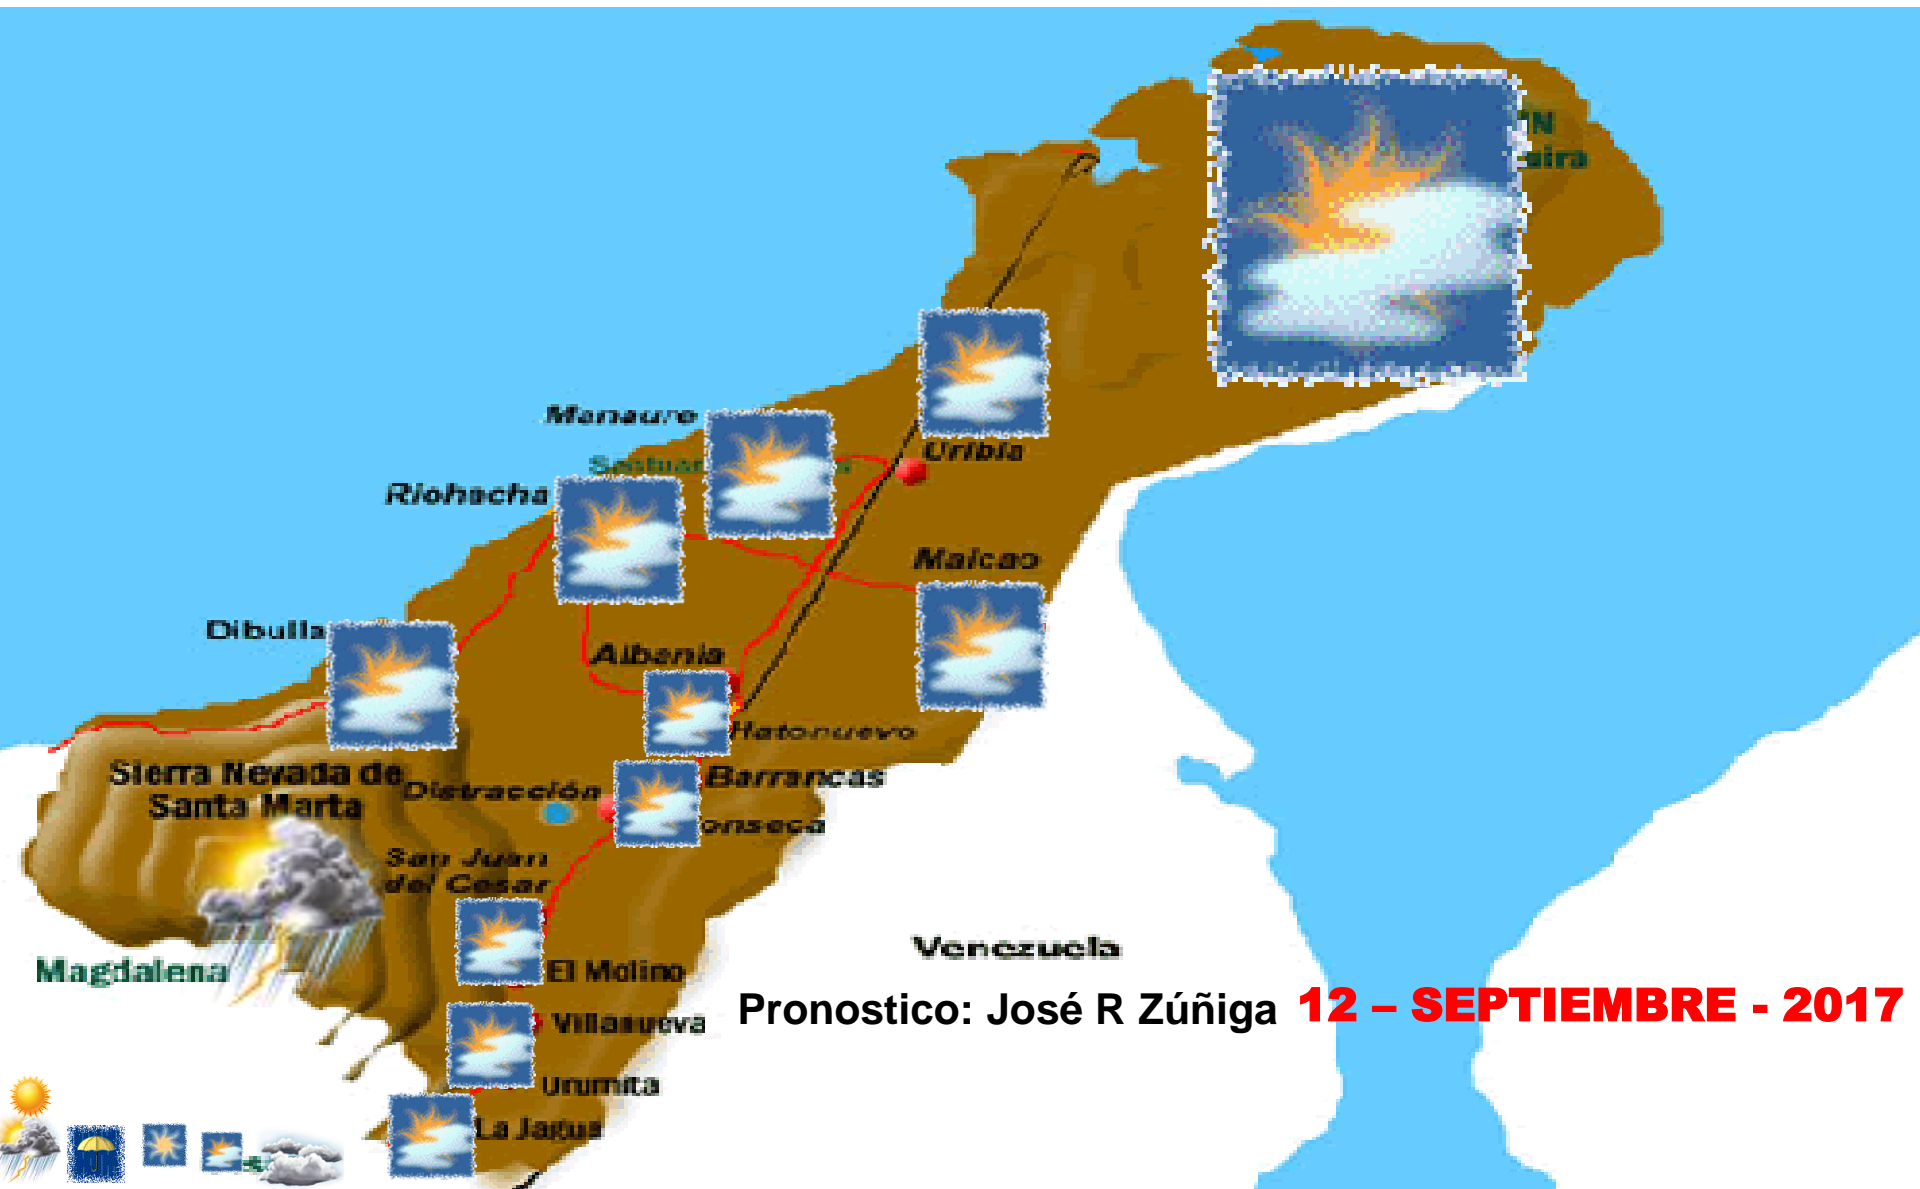 Manaure
Uribia
Riohacha
Maicao
Dibulla
Albania
Hatonuevo
Sierra Nevada de
Santa Marta
Distracción
Barrancas
onseca
San Juan
del Cesar
Venezuela
Magdalena
El Molino
Pronostico: José R Zúñiga 12 – SEPTIEMBRE - 2017
Villanueva
Urumita
La Jagua